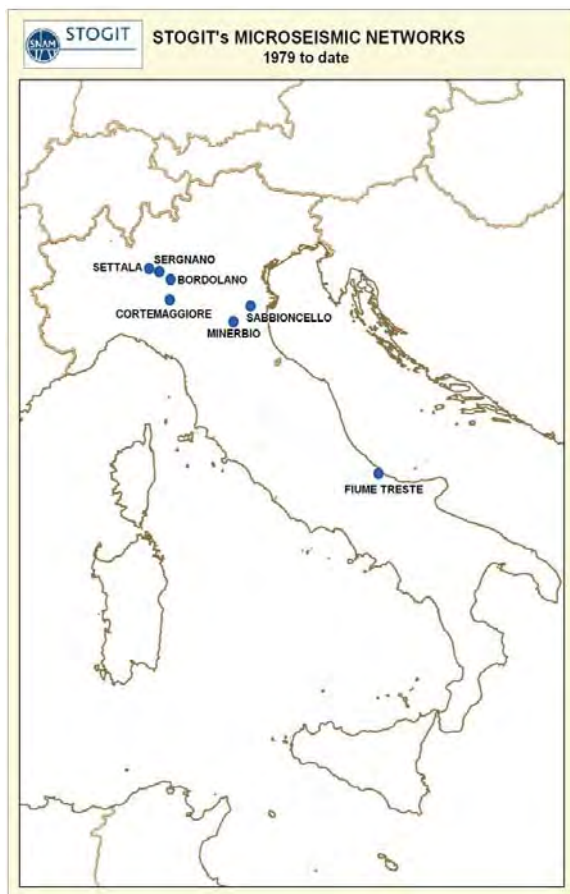 SNAM
STOGIT
STOGIT's MICROSEISMIC NETWORKS
1979 to date
SERGNANO
SETTALA
BORDOLANO
CORTEMAGGIORE
SABBIONCELLO
MINERBIO
FIUME TRESTE